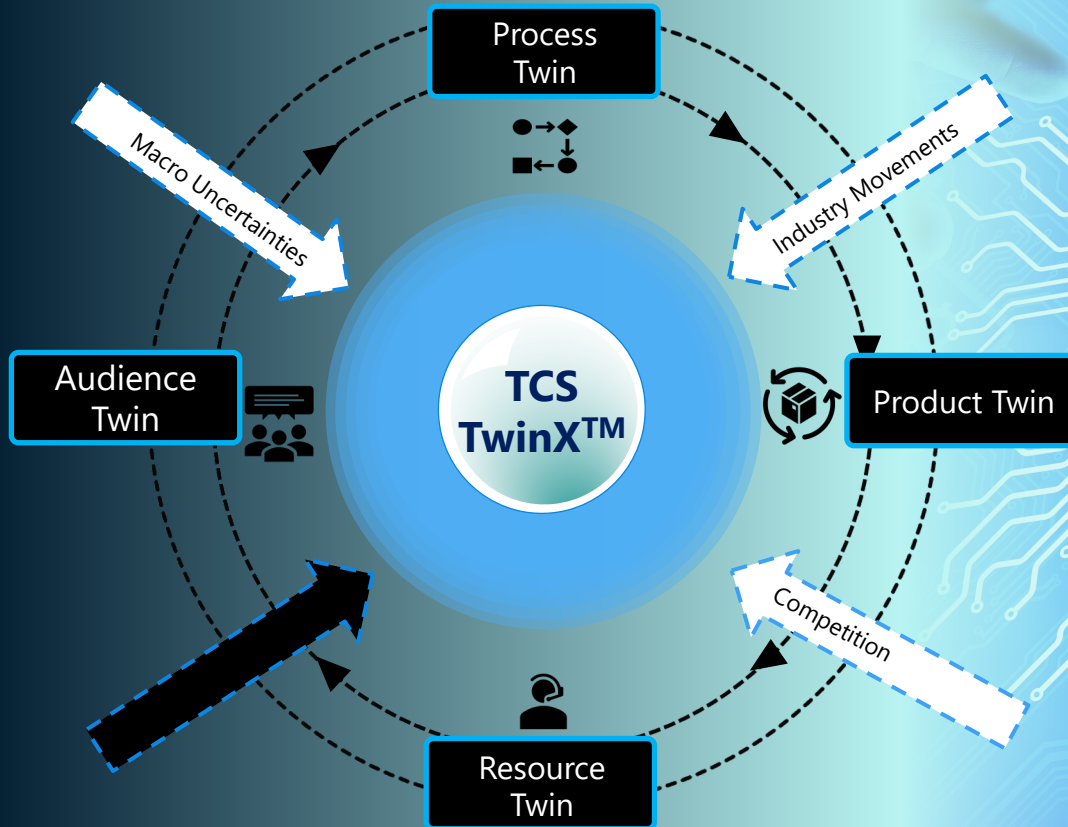 Process
Twin
Macro Uncertainties
Industry Movements
Audience
Twin
TCS
TwinX™
Product Twin
Competition
Resource
Twin